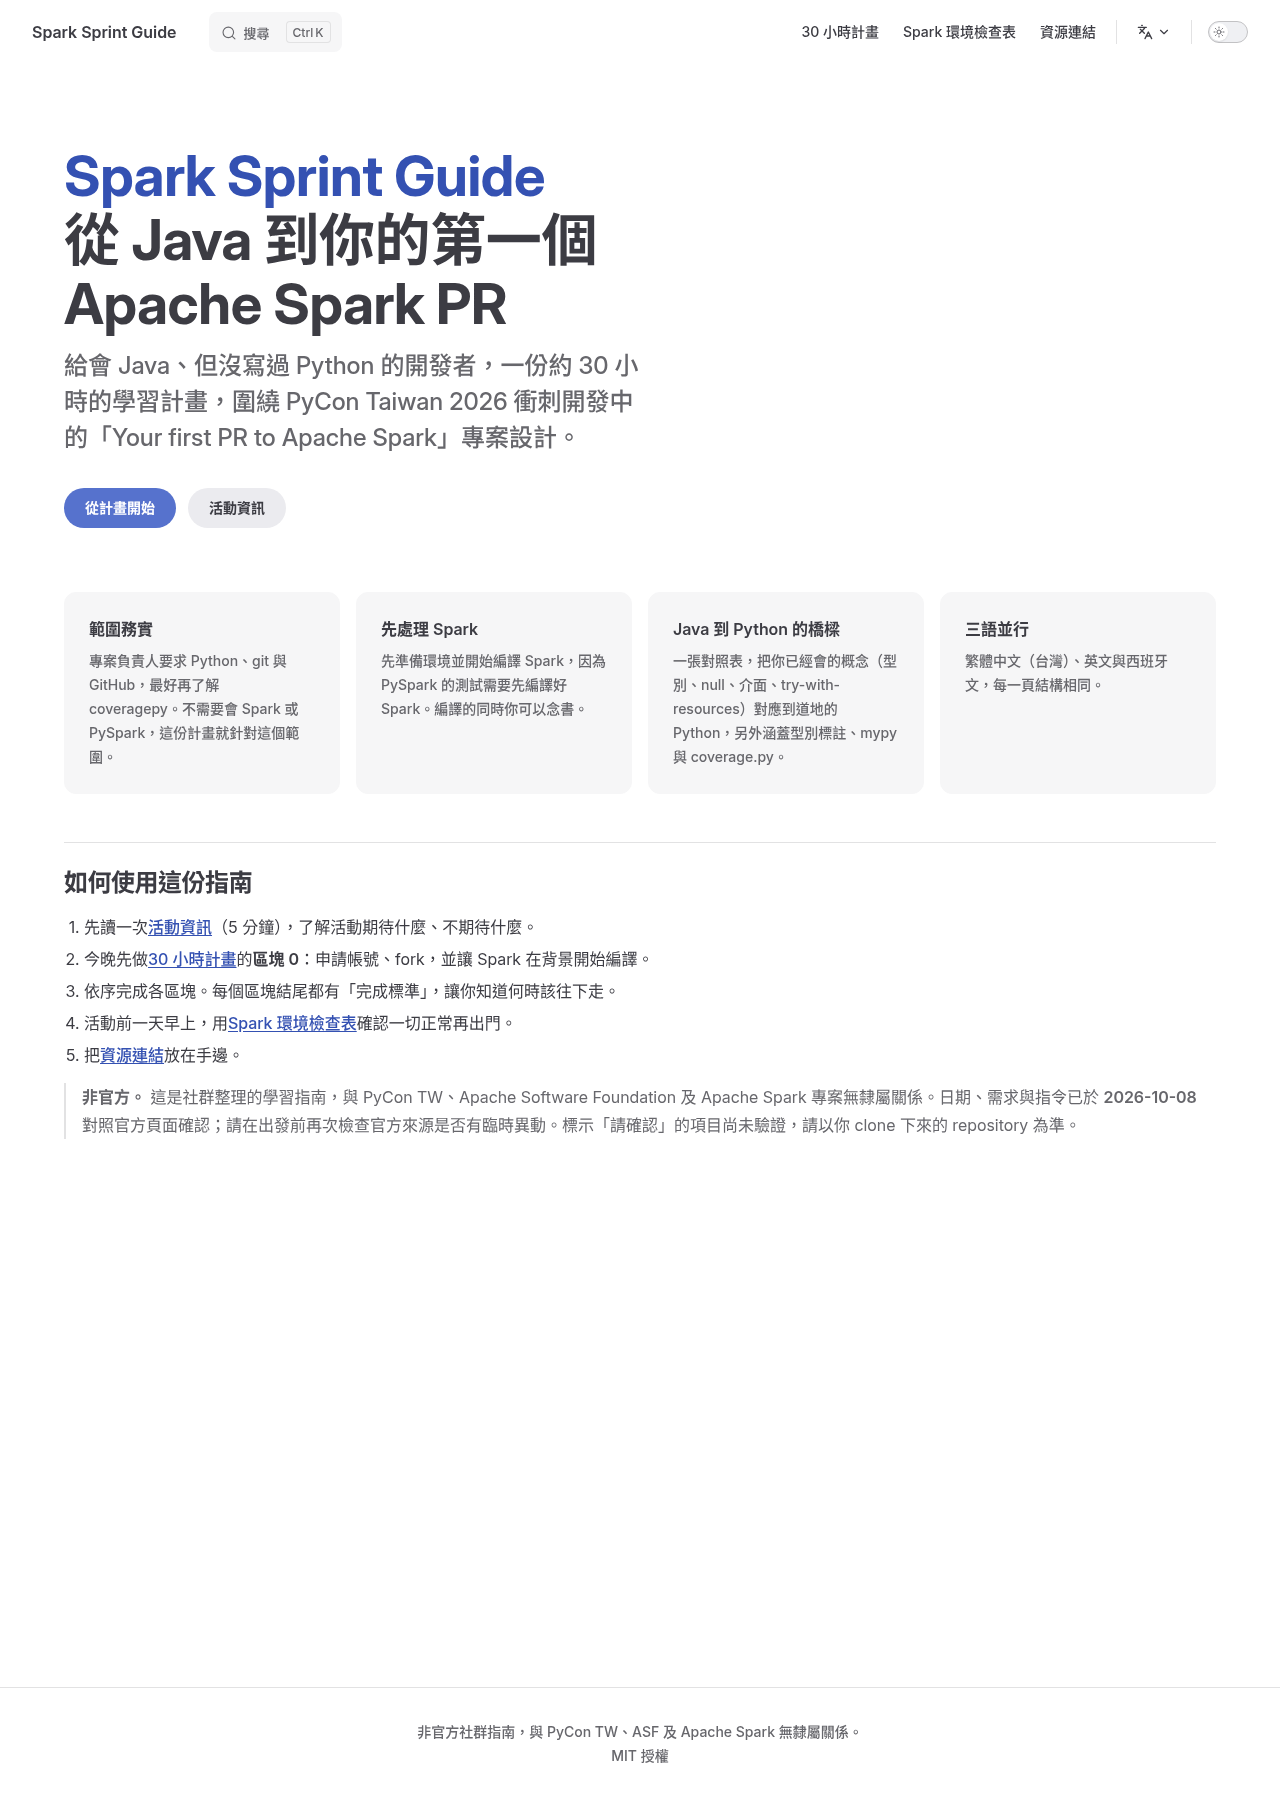 Spark Sprint Guide
搜尋
Ctrl K
30 小時計畫
Spark 環境檢查表
資源連結
Spark Sprint Guide
從 Java 到你的第一個
Apache Spark PR
給會 Java、但沒寫過 Python 的開發者，一份約 30 小
時的學習計畫，圍繞 PyCon Taiwan 2026 衝刺開發中
的「Your first PR to Apache Spark」專案設計。
從計畫開始
活動資訊
範圍務實
專案負責人要求 Python、git 與
GitHub，最好再了解
coveragepy。不需要會 Spark 或
PySpark，這份計畫就針對這個範
圍。
先處理 Spark
先準備環境並開始編譯 Spark，因為
PySpark 的測試需要先編譯好
Spark。編譯的同時你可以念書。
Java 到 Python 的橋樑
一張對照表，把你已經會的概念（型
別、null、介面、try-with-
resources）對應到道地的
Python，另外涵蓋型別標註、mypy
與 coverage.py。
三語並行
繁體中文（台灣）、英文與西班牙
文，每一頁結構相同。
如何使用這份指南
1. 先讀一次活動資訊（5 分鐘），了解活動期待什麼、不期待什麼。
2. 今晚先做30 小時計畫的區塊 0：申請帳號、fork，並讓 Spark 在背景開始編譯。
3. 依序完成各區塊。每個區塊結尾都有「完成標準」，讓你知道何時該往下走。
4. 活動前一天早上，用Spark 環境檢查表確認一切正常再出門。
5. 把資源連結放在手邊。
非官方。 這是社群整理的學習指南，與 PyCon TW、Apache Software Foundation 及 Apache Spark 專案無隸屬關係。日期、需求與指令已於 2026-10-08
對照官方頁面確認；請在出發前再次檢查官方來源是否有臨時異動。標示「請確認」的項目尚未驗證，請以你 clone 下來的 repository 為準。
非官方社群指南，與 PyCon TW、ASF 及 Apache Spark 無隸屬關係。
MIT 授權